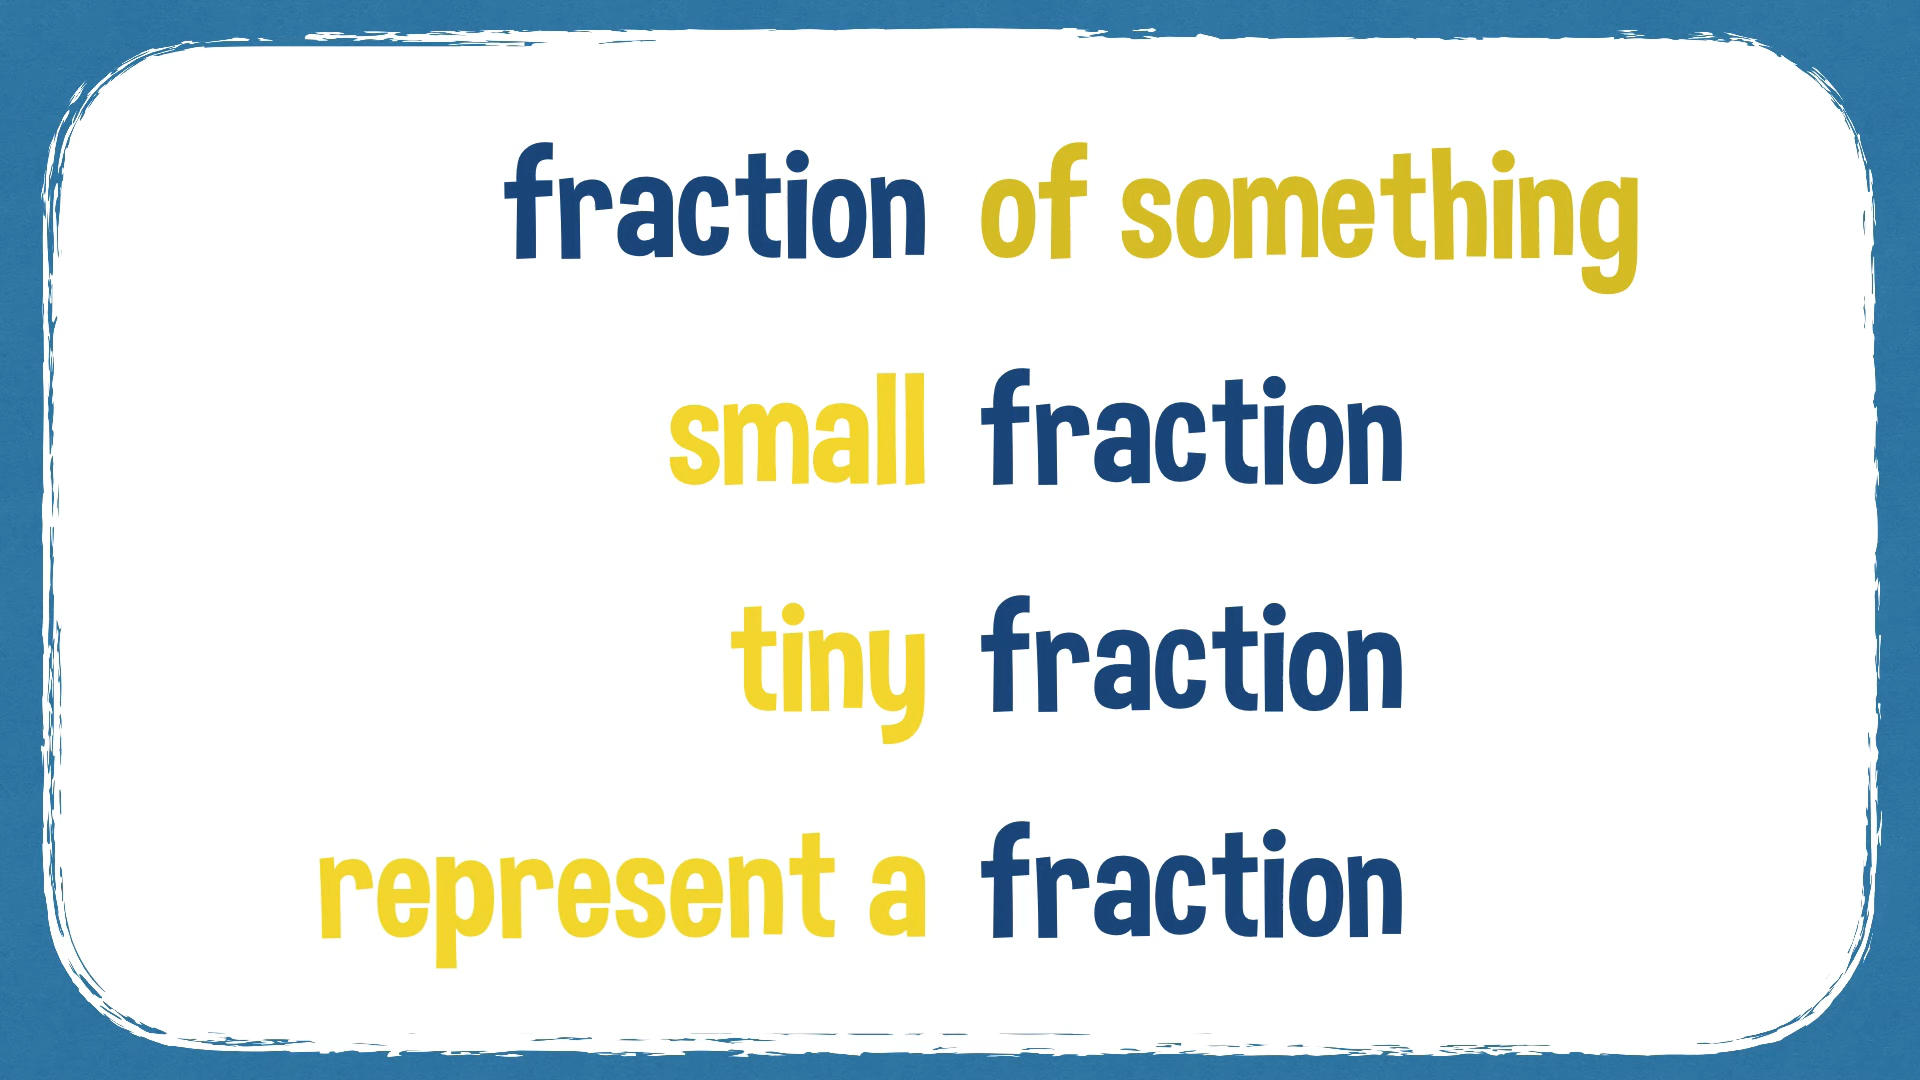 fraction of something
small fraction
tiny fraction
represent a fraction